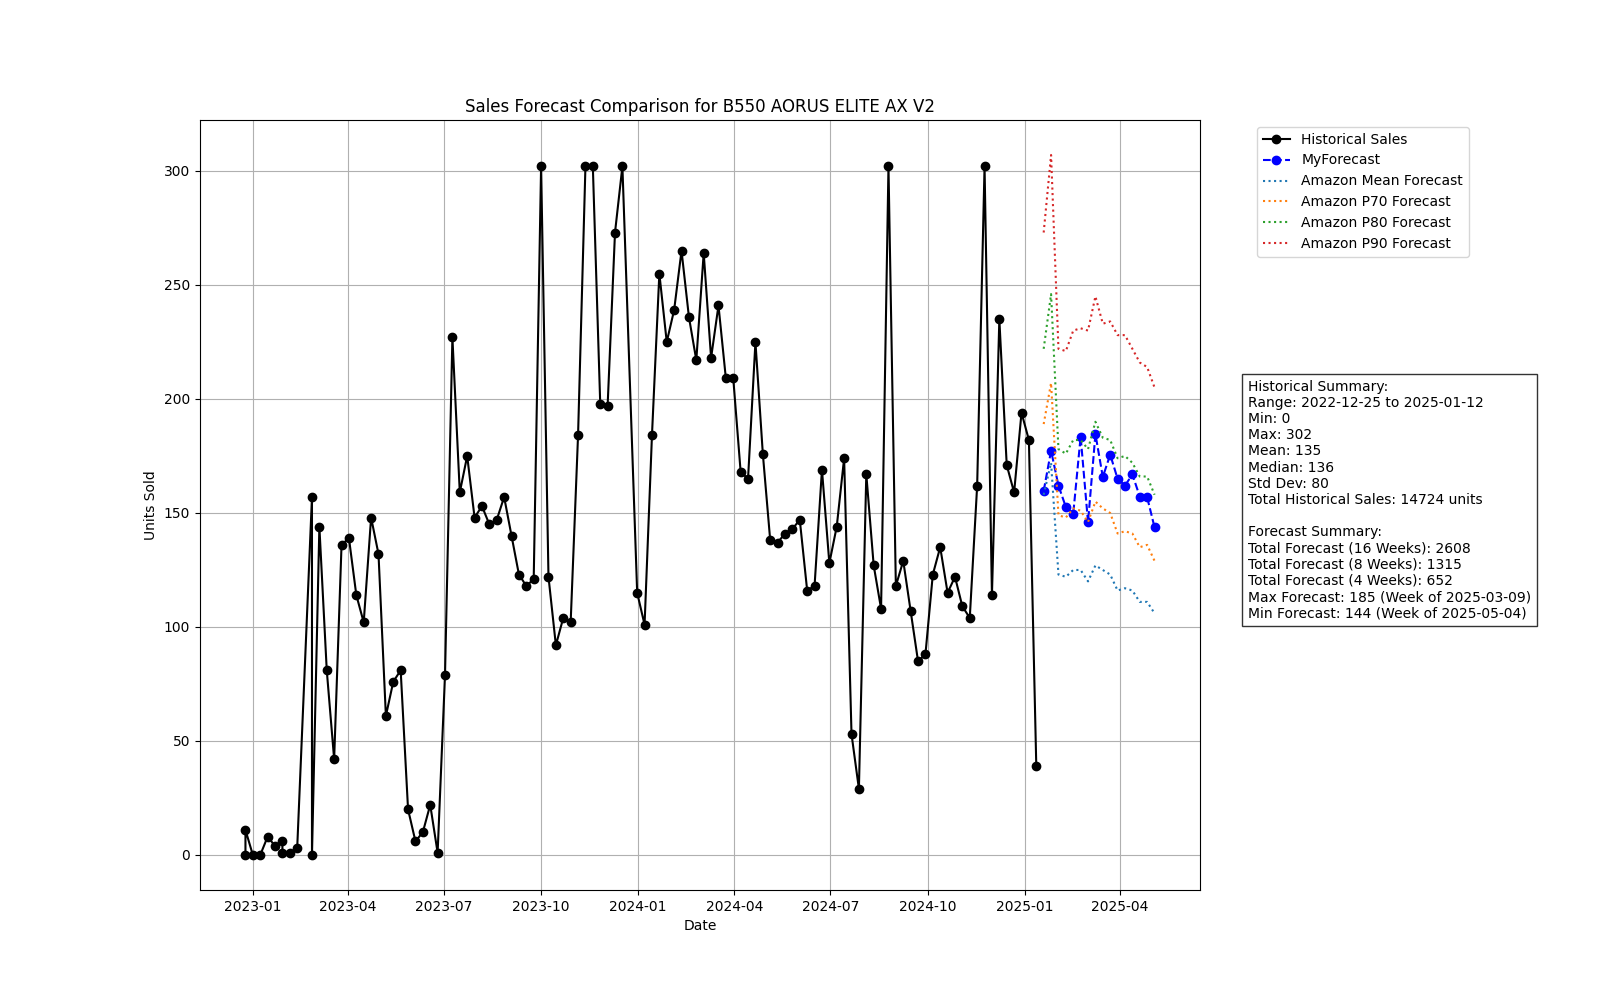 Sales Forecast Comparison for B550 AORUS ELITE AX V2
Units Sold
300
250
200
150
100
50
0
2023-01
2023-04
2023-07
2023-10
2024-01
2024-04
2024-07
2024-10
2025-01
2025-04
Date
Historical Sales
MyForecast
Amazon Mean Forecast
Amazon P70 Forecast
Amazon P80 Forecast
Amazon P90 Forecast
Historical Summary:
Range: 2022-12-25 to 2025-01-12
Min: 0
Max: 302
Mean: 135
Median: 136
Std Dev: 80
Total Historical Sales: 14724 units
Forecast Summary:
Total Forecast (16 Weeks): 2608
Total Forecast (8 Weeks): 1315
Total Forecast (4 Weeks): 652
Max Forecast: 185 (Week of 2025-03-09)
Min Forecast: 144 (Week of 2025-05-04)